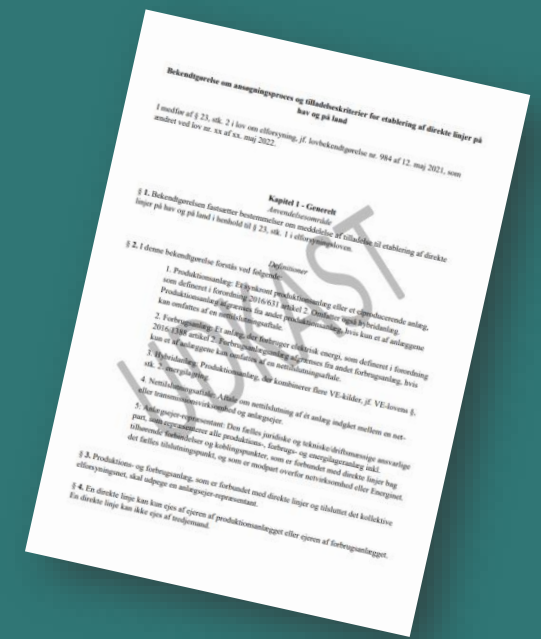 Bekendtgørelse om ansøgningsproces og tilladelseskriterier for etablering af direkte linjer på
hav og på land
I medfør af § 23, stk. 2 i lov om elforsyning, jf. lovbekendtgørelse nr. 984 af 12. maj 2021, som
ændret ved lov nr. xx af xx. maj 2022.
Kapitel 1 - Generelt
Anvendelsesområde
§ 1. Bekendtgørelsen fastsætter bestemmelser om meddelelse af tilladelse til etablering af direkte
linjer på hav og på land i henhold til § 23, stk. 1 i elforsyningsloven.
Definitioner
§ 2. I denne bekendtgørelse forstås ved følgende:
1. Produktionsanlæg: Et synkront produktionsanlæg eller et elproducerende anlæg,
som defineret i forordning 2016/631 artikel 2. Omfatter også hybridanlæg.
Produktionsanlæg afgrænses fra andet produktionsanlæg, hvis kun et af anlæggene
kan omfattes af en nettilslutningsaftale.
2. Forbrugsanlæg: Et anlæg, der forbruger elektrisk energi, som defineret i forordning
2016/1388 artikel 2. Forbrugsanlæg afgrænses fra andet forbrugsanlæg, hvis
kun et af anlæggene kan omfattes af en nettilslutningsaftale.
3. Hybridanlæg: Produktionsanlæg, der kombinerer flere VE-kilder, jf. VE-lovens §,
stk. 2, energilagring.
4. Nettilslutningsaftale: Aftale om nettilslutning af ét anlæg indgået mellem en net-
eller transmissionsvirksomhed og anlægsejer.
5. Anlægsejer-repræsentant: Den fælles juridiske og tekniske/driftsmæssige ansvarlige
part, som repræsenterer alle produktions-, forbrugs- og energilageranlæg inkl.
tilhørende forbindelser og koblingspunkter, som er forbundet med direkte linjer bag
det fælles tilslutningspunkt, og som er modpart overfor netvirksomhed eller Energinet.
§ 3. Produktions- og forbrugsanlæg, som er forbundet med direkte linjer og tilsluttet det kollektive
elforsyningsnet, skal udpege en anlægsejer-repræsentant.
§ 4. En direkte linje kan kun ejes af ejeren af produktionsanlægget eller ejeren af forbrugsanlægget.
En direkte linje kan ikke ejes af tredjemand.
UDKAST